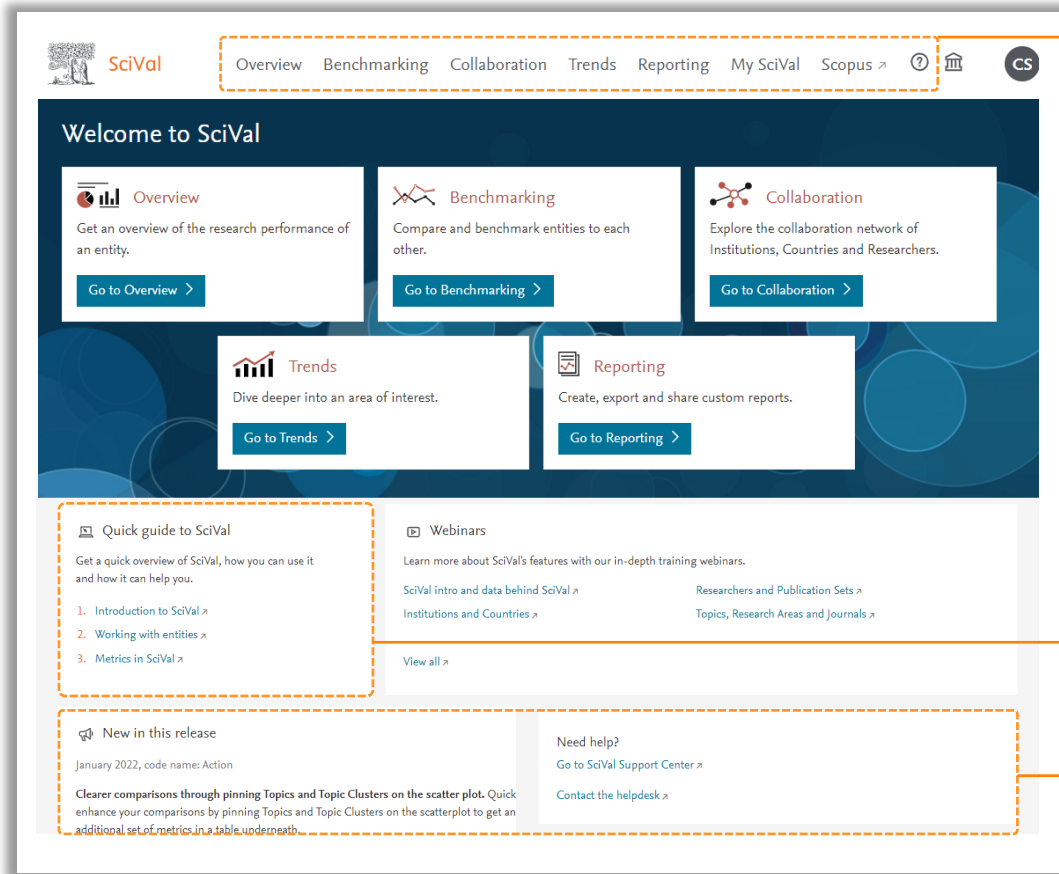 SciVal
Overview Benchmarking Collaboration Trends Reporting My SciVal Scopus ↗ ? CS
Welcome to SciVal
Overview
Get an overview of the research performance of
an entity.
Go to Overview >
Benchmarking
Compare and benchmark entities to each
other.
Go to Benchmarking >
Collaboration
Explore the collaboration network of
Institutions, Countries and Researchers.
Go to Collaboration >
Trends
Dive deeper into an area of interest.
Go to Trends >
Reporting
Create, export and share custom reports.
Go to Reporting >
Quick guide to SciVal
Get a quick overview of SciVal, how you can use it
and how it can help you.
1. Introduction to SciVal ↗
2. Working with entities ↗
3. Metrics in SciVal ↗
Webinars
Learn more about SciVal's features with our in-depth training webinars.
SciVal intro and data behind SciVal ↗
Researchers and Publication Sets ↗
Institutions and Countries ↗
Topics, Research Areas and Journals ↗
View all ↗
New in this release
January 2022, code name: Action
Clearer comparisons through pinning Topics and Topic Clusters on the scatter plot. Quick
enhance your comparisons by pinning Topics and Topic Clusters on the scatterplot to get an
additional set of metrics in a table underneath.
Need help?
Go to SciVal Support Center ↗
Contact the helpdesk ↗